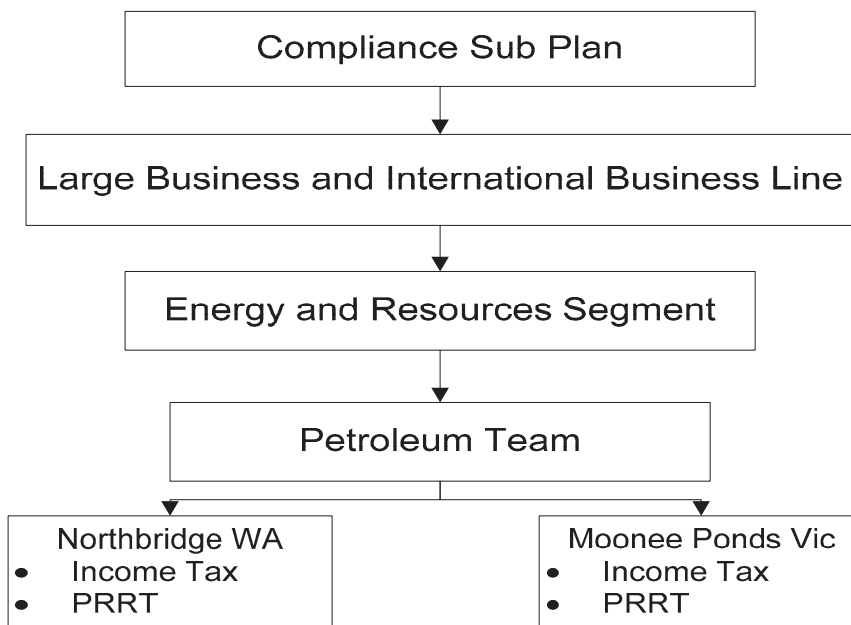 Compliance Sub Plan
Large Business and International Business Line
Energy and Resources Segment
Petroleum Team
Northbridge WA
• Income Tax
• PRRT
Moonee Ponds Vic
• Income Tax
• PRRT